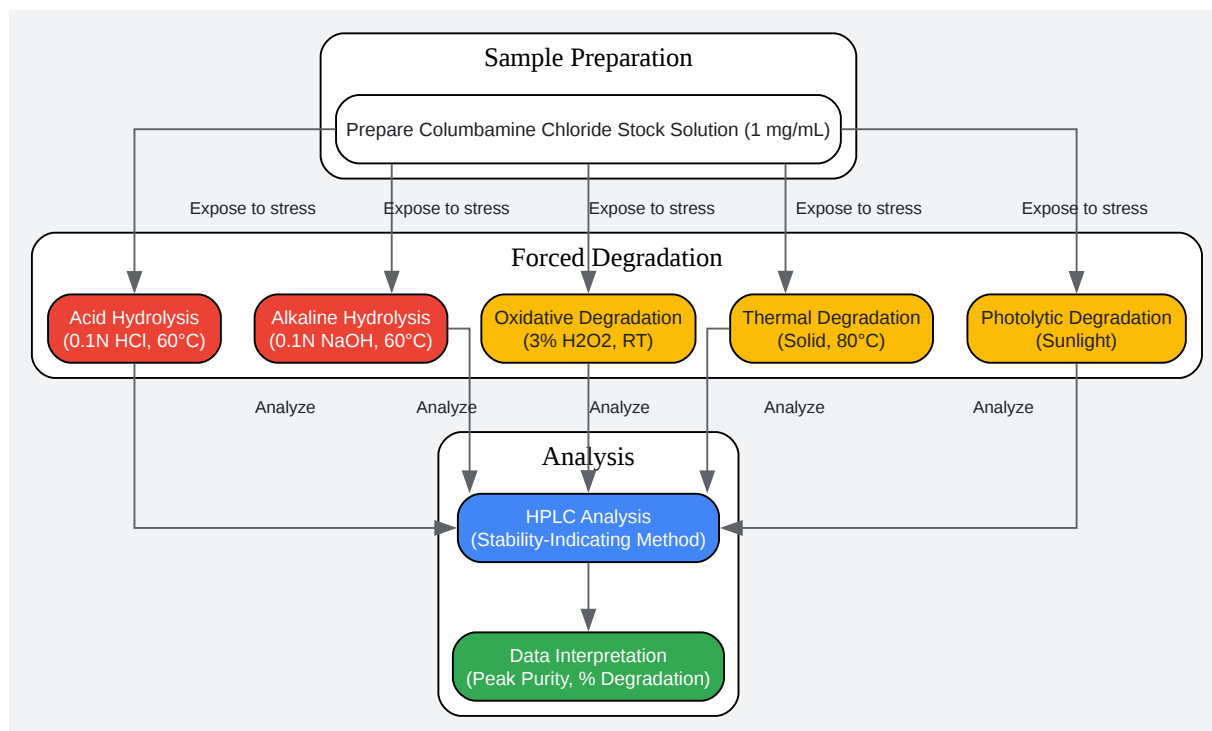 Sample Preparation
Prepare Columbamine Chloride Stock Solution (1 mg/mL)
Expose to stress
Expose to stress
Expose to stress
Expose to stress
Expose to stress
Forced Degradation
Acid Hydrolysis
(0.1N HCl, 60°C)
Alkaline Hydrolysis
(0.1N NaOH, 60°C)
Oxidative Degradation
(3% H2O2, RT)
Thermal Degradation
(Solid, 80°C)
Photolytic Degradation
(Sunlight)
Analyze
Analyze
Analyze
Analyze
Analyze
Analysis
HPLC Analysis
(Stability-Indicating Method)
Data Interpretation
(Peak Purity, % Degradation)